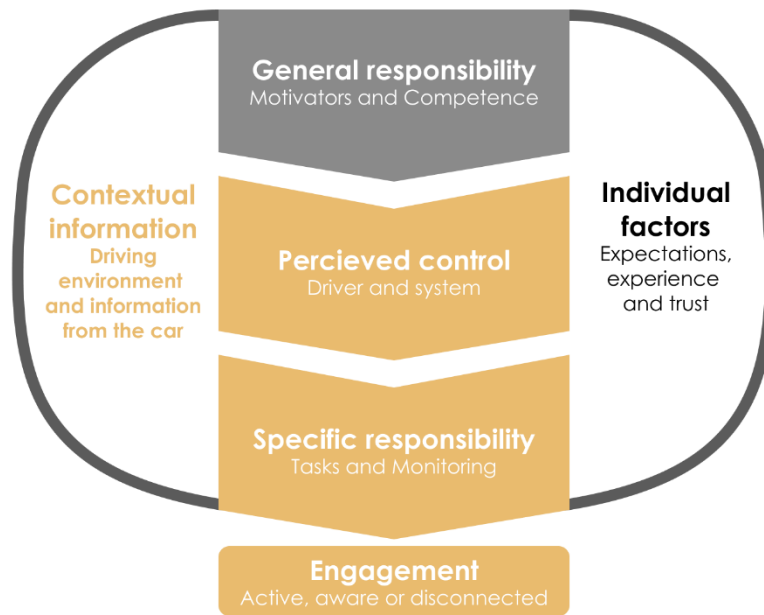 General responsibility
Motivators and Competence
Contextual
information
Driving
environment
and information
from the car
Percieved control
Driver and system
Individual
factors
Expectations,
experience
and trust
Specific responsibility
Tasks and Monitoring
Engagement
Active, aware or disconnected